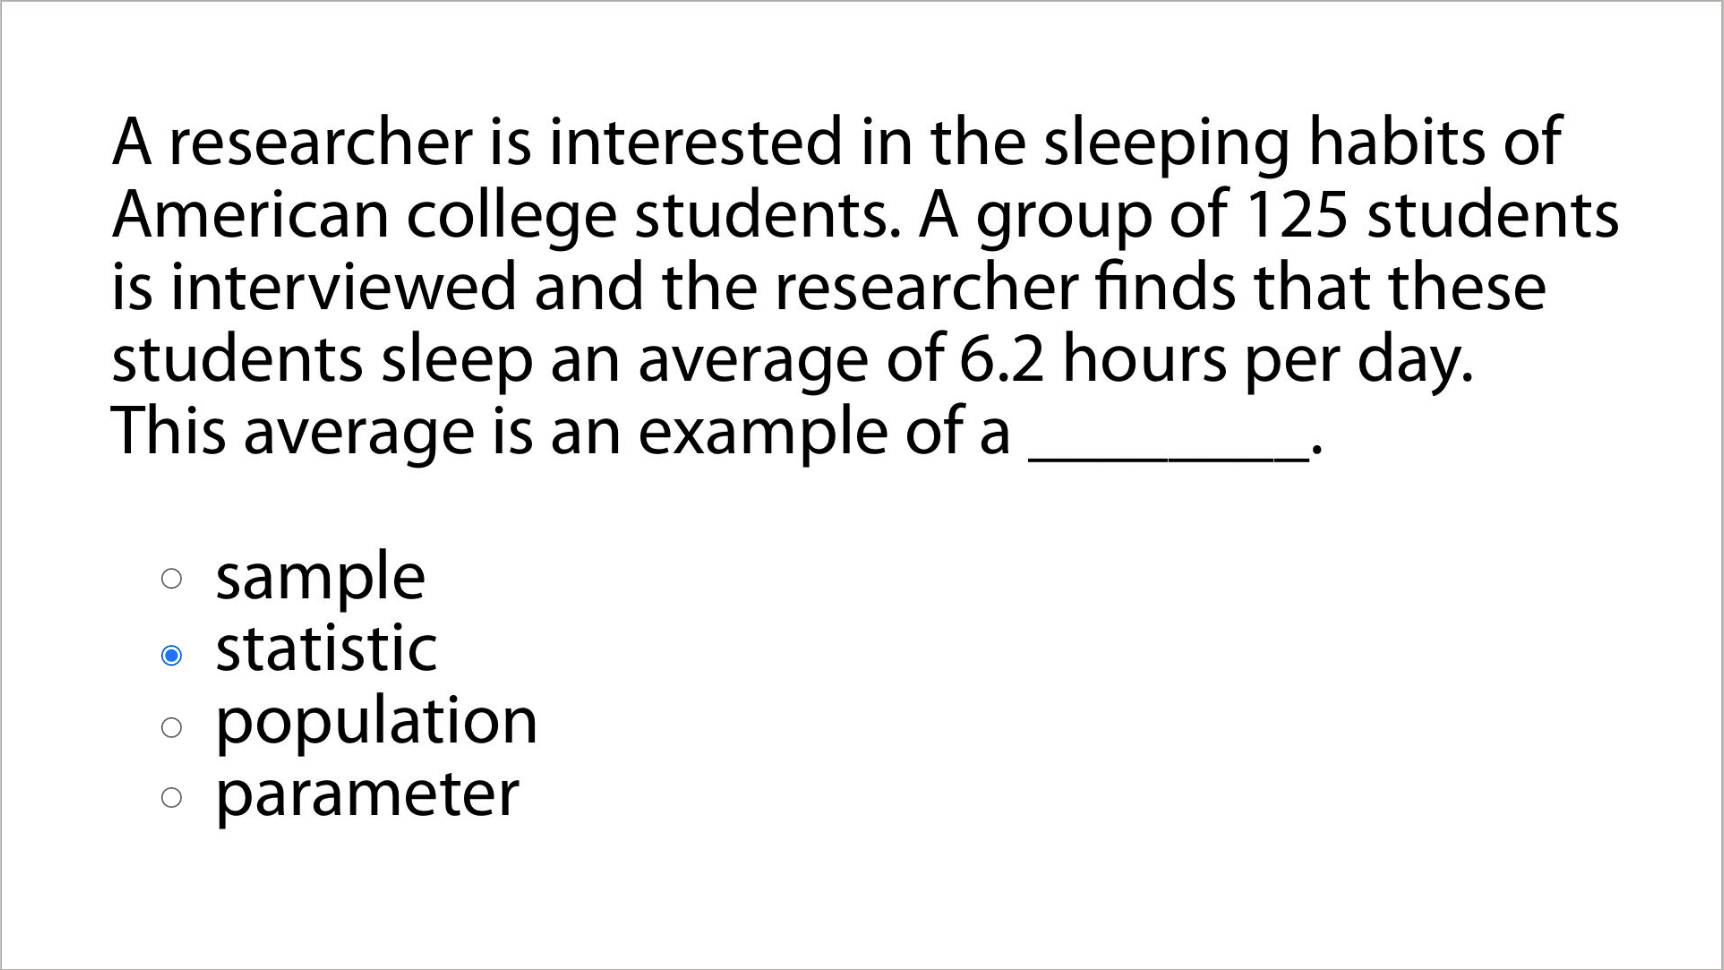 A researcher is interested in the sleeping habits of
American college students. A group of 125 students
is interviewed and the researcher finds that these
students sleep an average of 6.2 hours per day.
This average is an example of a ________.
sample
statistic
population
parameter